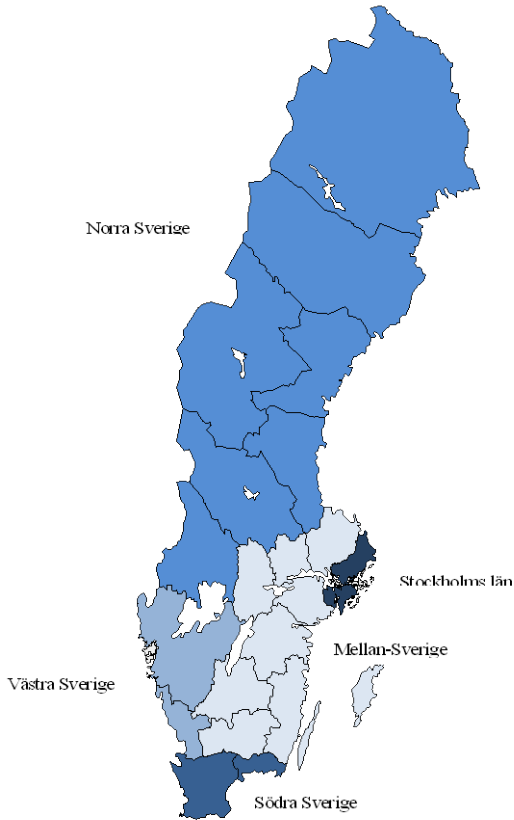 Norra Sverige
Stockholms län
Mellan-Sverige
Västra Sverige
Södra Sverige